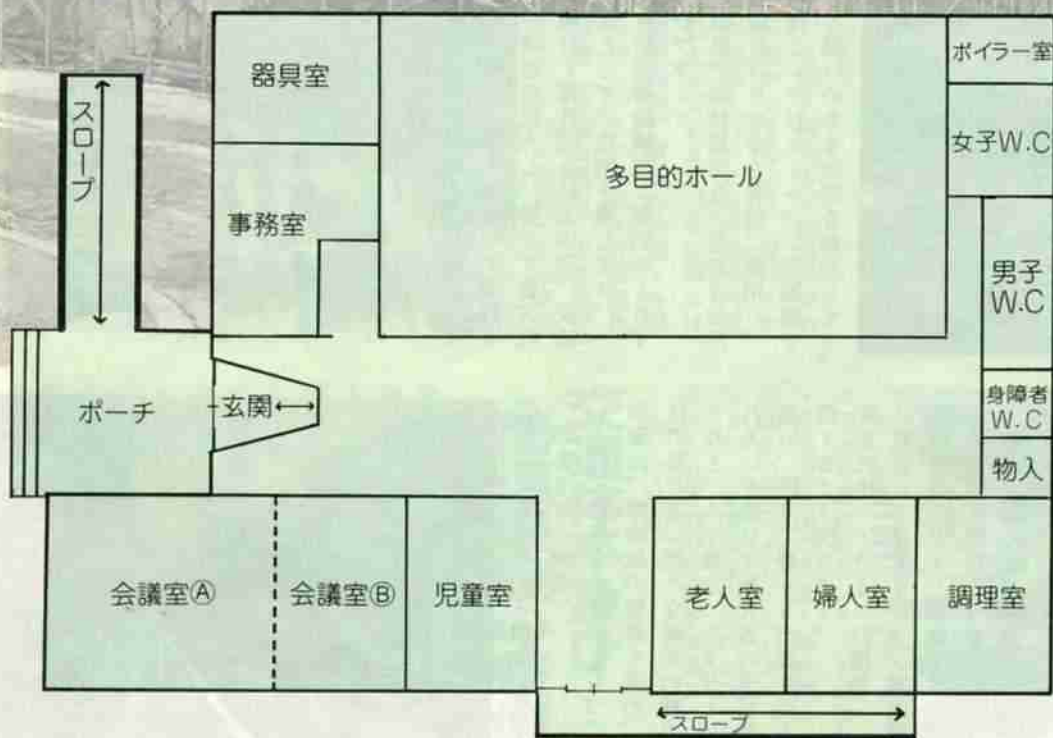 器具室
ボイラー室
スロープ
女子W.C
多目的ホール
事務室
男子
W.C
ポーチ
玄関
身障者
W.C
物入
会議室Ⓐ
会議室Ⓑ
児童室
老人室
婦人室
調理室
スロープ